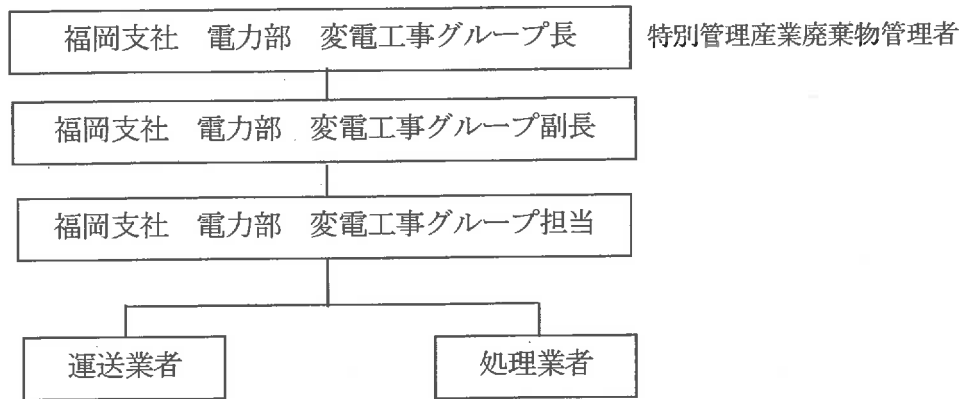 福岡支社　電力部　変電工事グループ長　特別管理産業廃棄物管理者
福岡支社　電力部　変電工事グループ副長
福岡支社　電力部　変電工事グループ担当
運送業者　処理業者